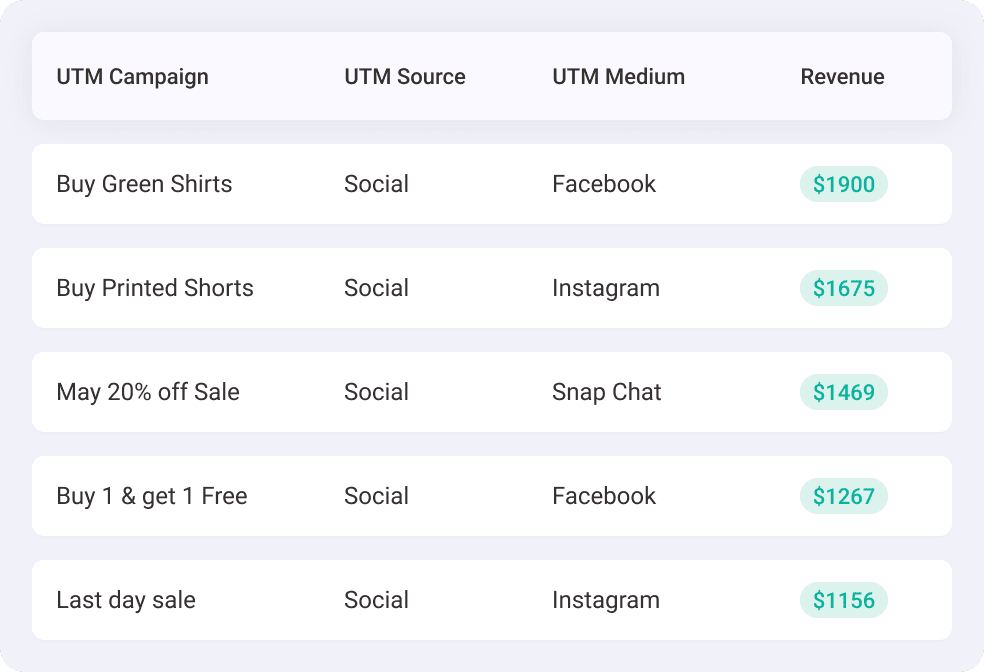 UTM Campaign UTM Source UTM Medium Revenue
Buy Green Shirts Social Facebook $1900
Buy Printed Shorts Social Instagram $1675
May 20% off Sale Social Snap Chat $1469
Buy 1 & get 1 Free Social Facebook $1267
Last day sale Social Instagram $1156